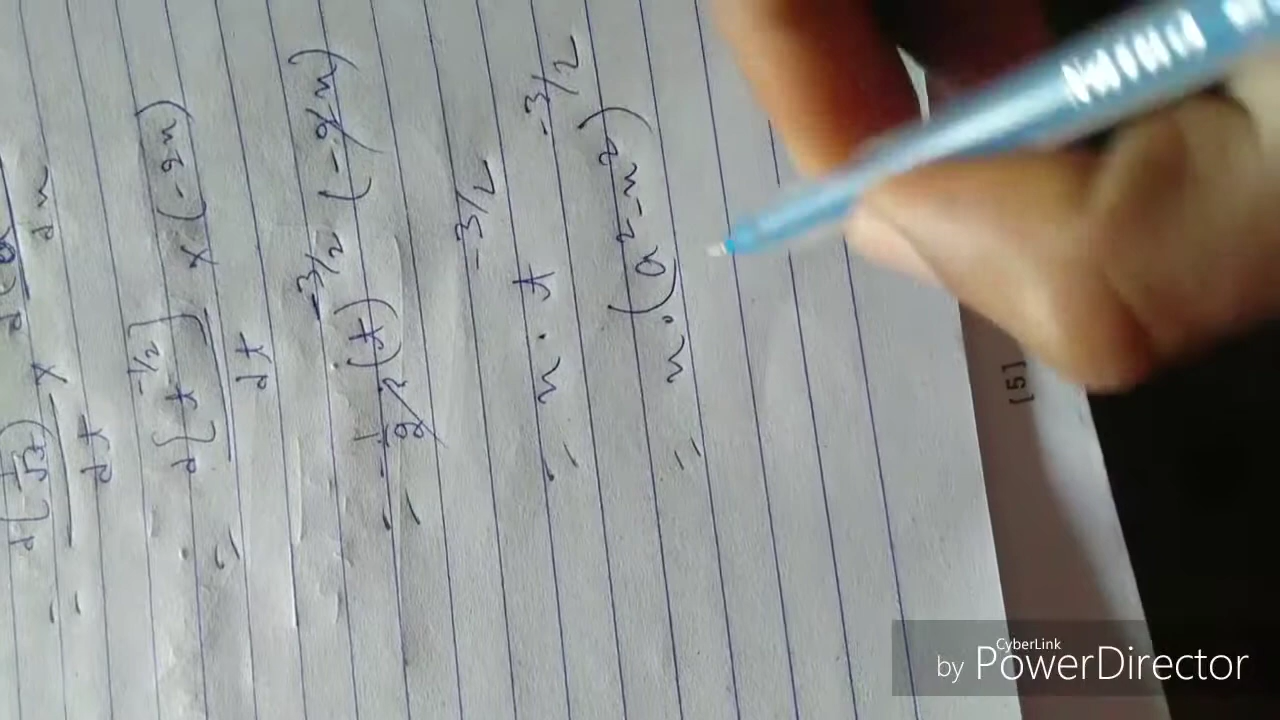 d(1/√t)/dt × d(a/dx
= d[t^-1/2]/dt × (-2x)
= -1/2 (t)^-3/2 (-2x)
-3/2
= x · t^-3/2
= x · (a² - x²)
[5]
CyberLink
by PowerDirector